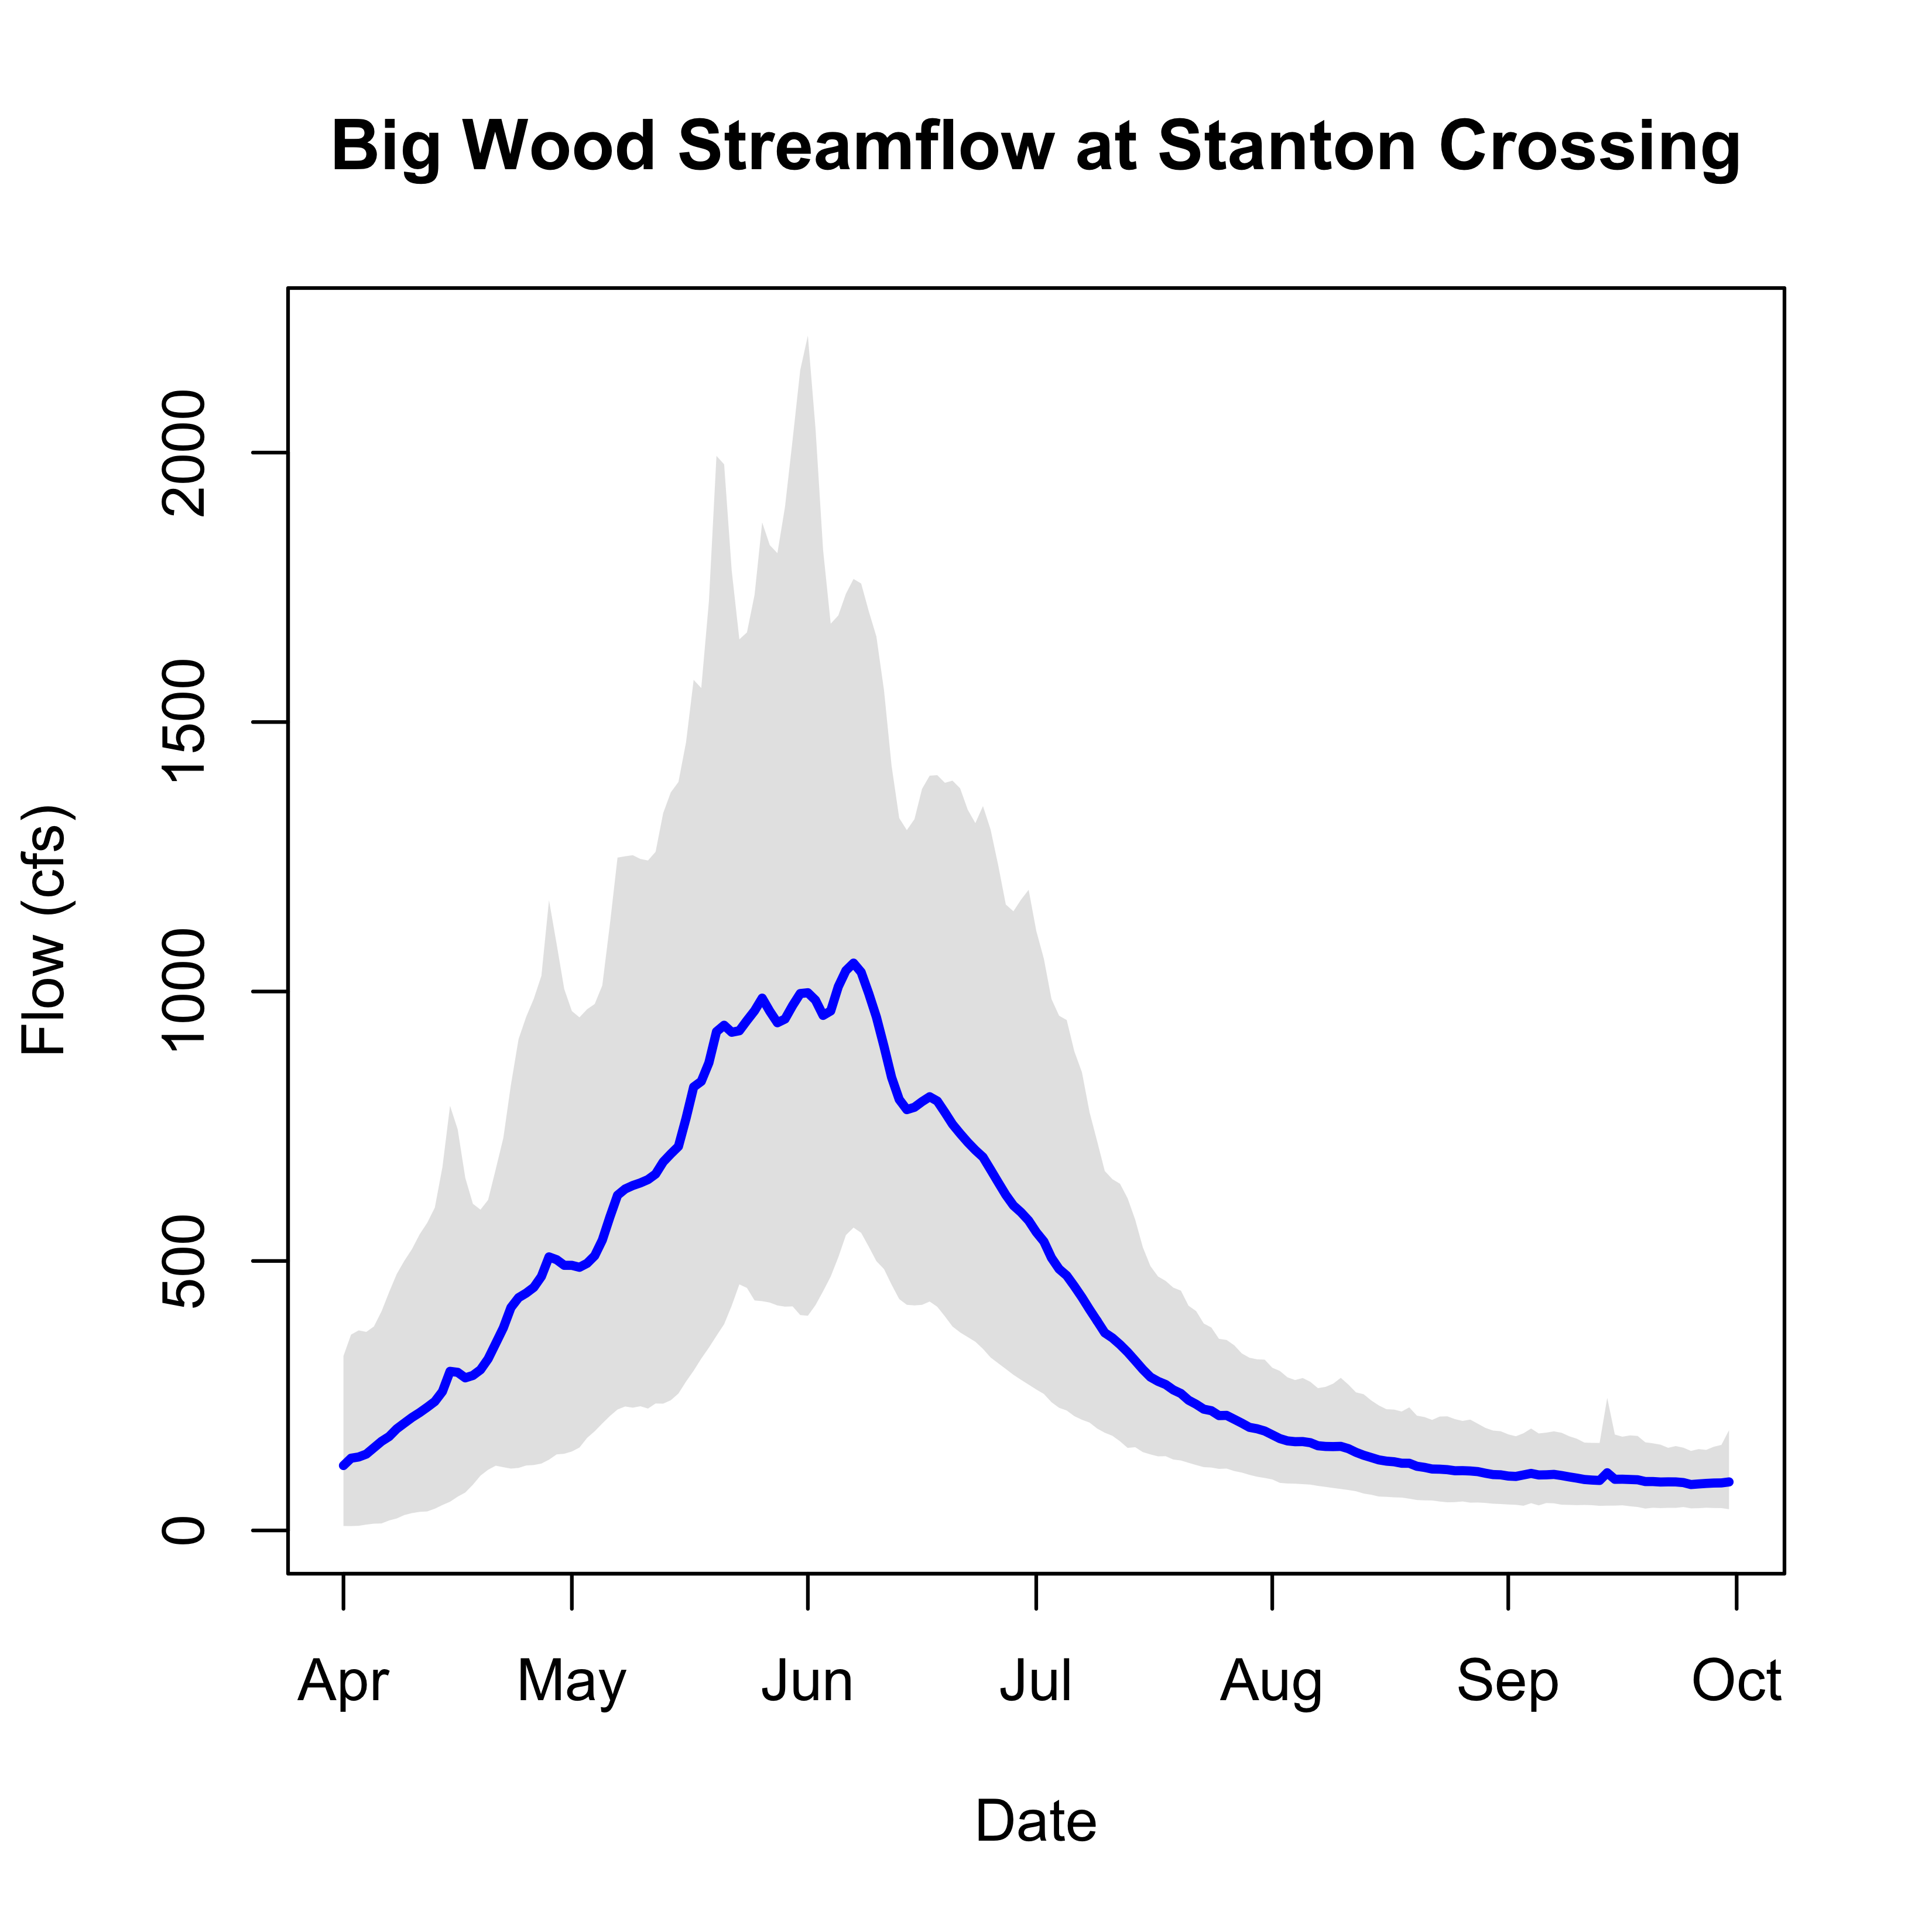 Big Wood Streamflow at Stanton Crossing
Flow (cfs)
2000
1500
1000
500
0
Apr May Jun Jul Aug Sep Oct
Date